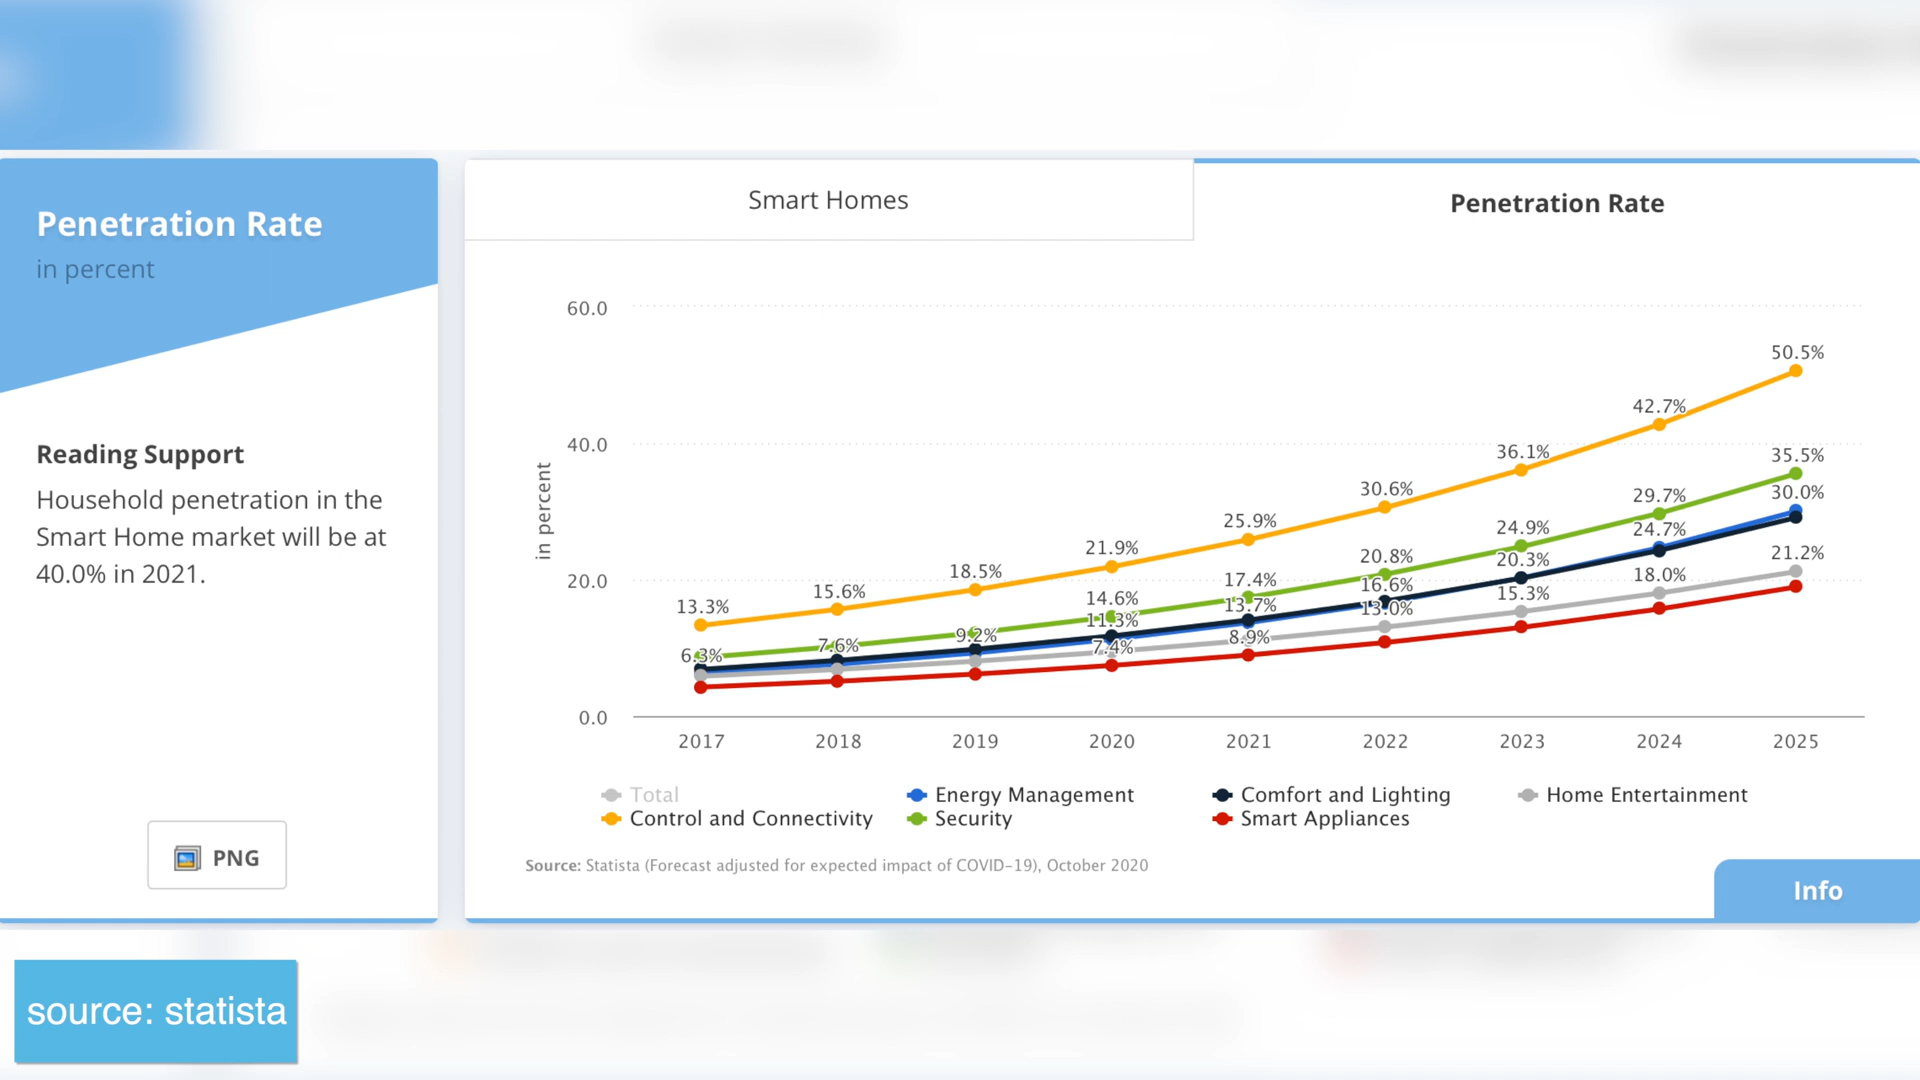 Penetration Rate
in percent
Reading Support
Household penetration in the
Smart Home market will be at
40.0% in 2021.
PNG
Smart Homes
Penetration Rate
in percent
60.0
40.0
20.0
0.0
50.5%
42.7%
36.1%
35.5%
30.6%
30.0%
29.7%
25.9%
24.9%
24.7%
21.9%
20.8%
20.3%
21.2%
18.5%
17.4%
18.0%
15.6%
16.6%
15.3%
13.3%
14.6%
13.7%
13.0%
11.3%
9.2%
8.9%
7.6%
7.4%
6.3%
2017 2018 2019 2020 2021 2022 2023 2024 2025
Total Energy Management Comfort and Lighting Home Entertainment
Control and Connectivity Security Smart Appliances
Source: Statista (Forecast adjusted for expected impact of COVID-19), October 2020
Info
source: statista